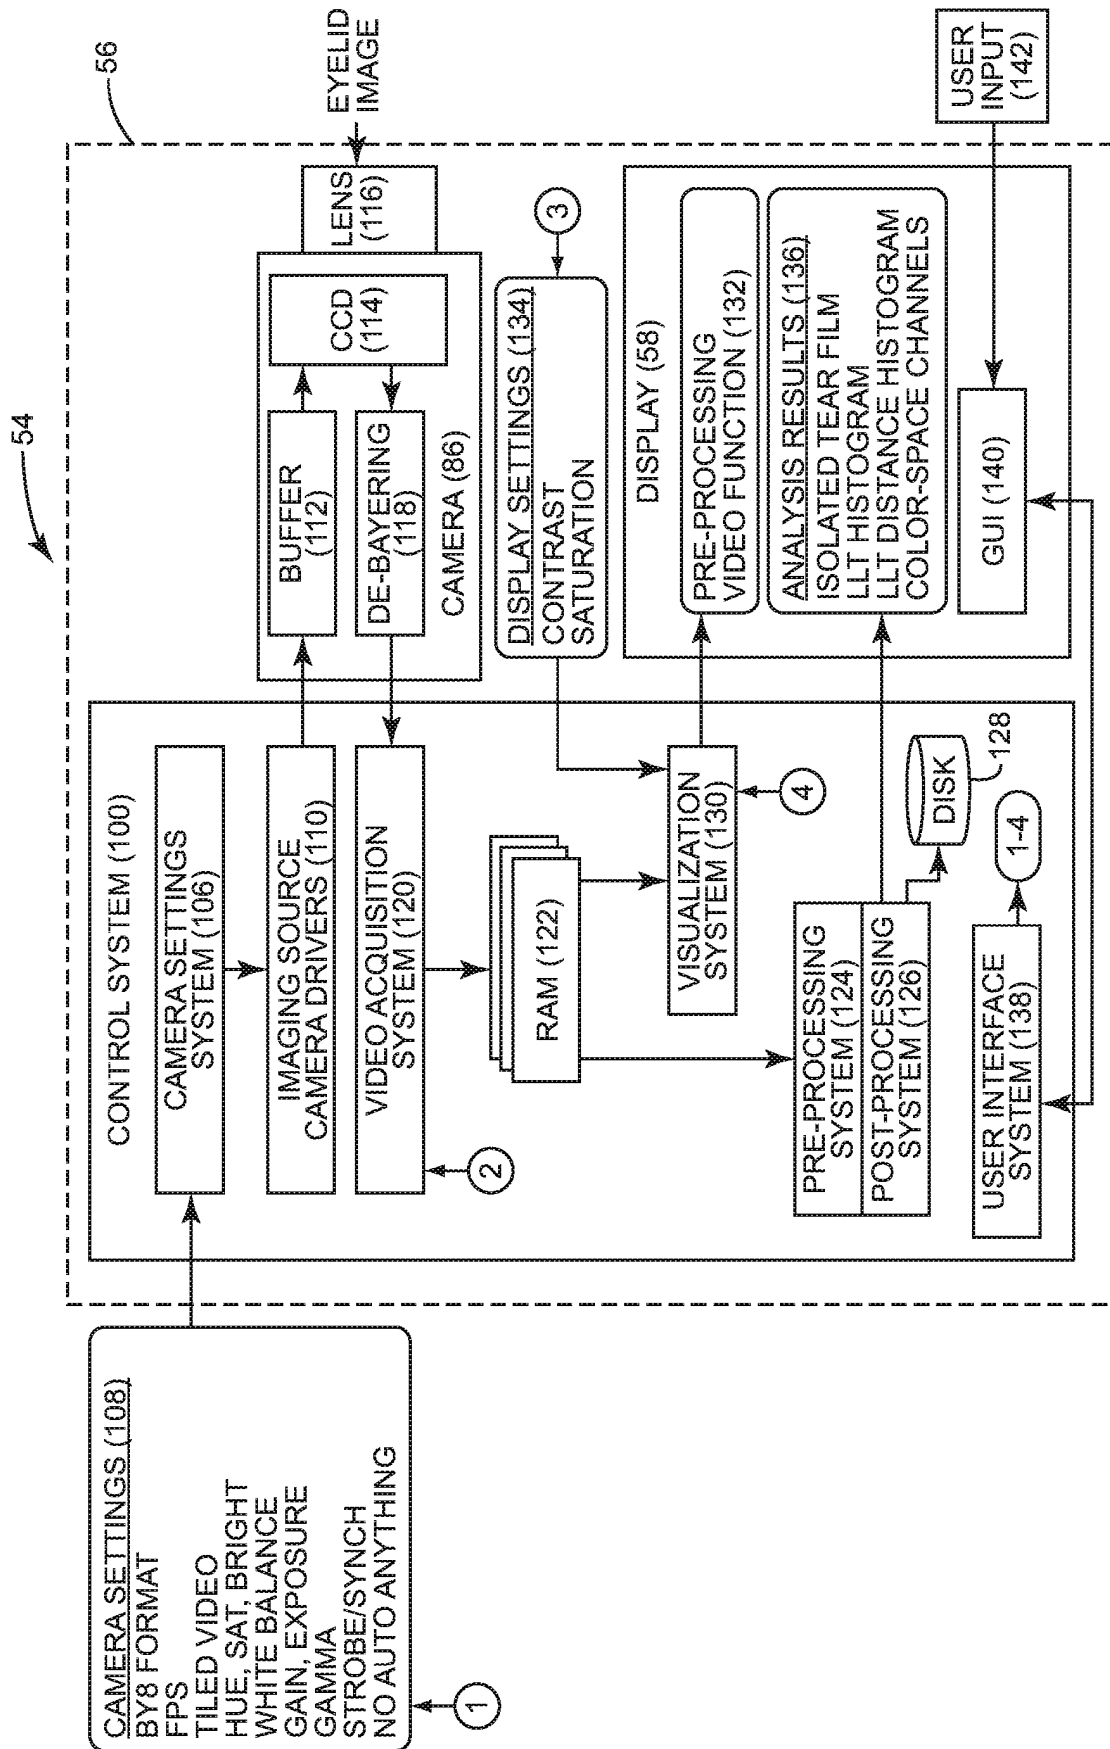 54
56
CAMERA SETTINGS (108)
BY8 FORMAT
FPS
TILED VIDEO
HUE, SAT, BRIGHT
WHITE BALANCE
GAIN, EXPOSURE
GAMMA
STROBE/SYNCH
NO AUTO ANYTHING
1
CONTROL SYSTEM (100)
CAMERA SETTINGS
SYSTEM (106)
IMAGING SOURCE
CAMERA DRIVERS (110)
VIDEO ACQUISITION
SYSTEM (120)
2
RAM (122)
VISUALIZATION
SYSTEM (130)
4
PRE-PROCESSING
SYSTEM (124)
POST-PROCESSING
SYSTEM (126)
DISK
128
USER INTERFACE
SYSTEM (138)
1-4
BUFFER
(112)
CCD
(114)
DE-BAYERING
(118)
CAMERA (86)
LENS
(116)
EYELID
IMAGE
DISPLAY SETTINGS (134)
CONTRAST
SATURATION
3
DISPLAY (58)
PRE-PROCESSING
VIDEO FUNCTION (132)
ANALYSIS RESULTS (136)
ISOLATED TEAR FILM
LLT HISTOGRAM
LLT DISTANCE HISTOGRAM
COLOR-SPACE CHANNELS
GUI (140)
USER
INPUT
(142)